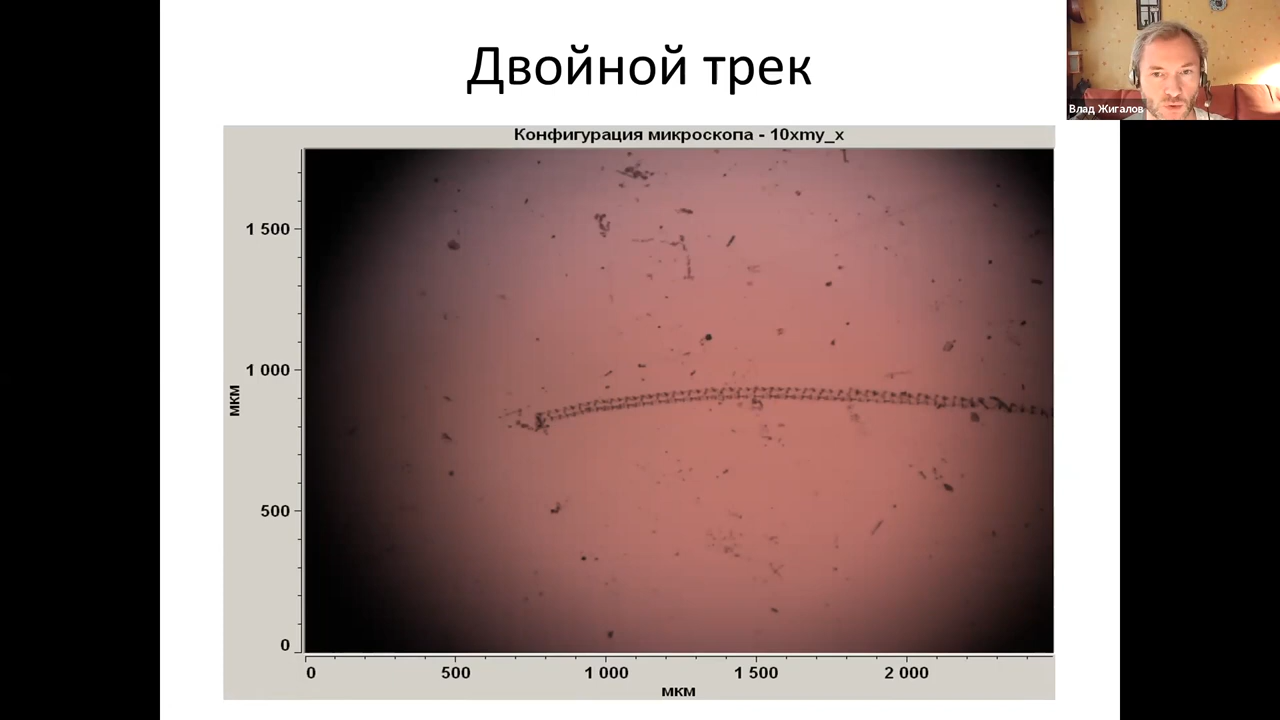 Двойной трек
Влад Жигалов
Конфигурация микроскопа - 10xmy_x
1 500
1 000
500
0
мкм
0 500 1 000 1 500 2 000
мкм